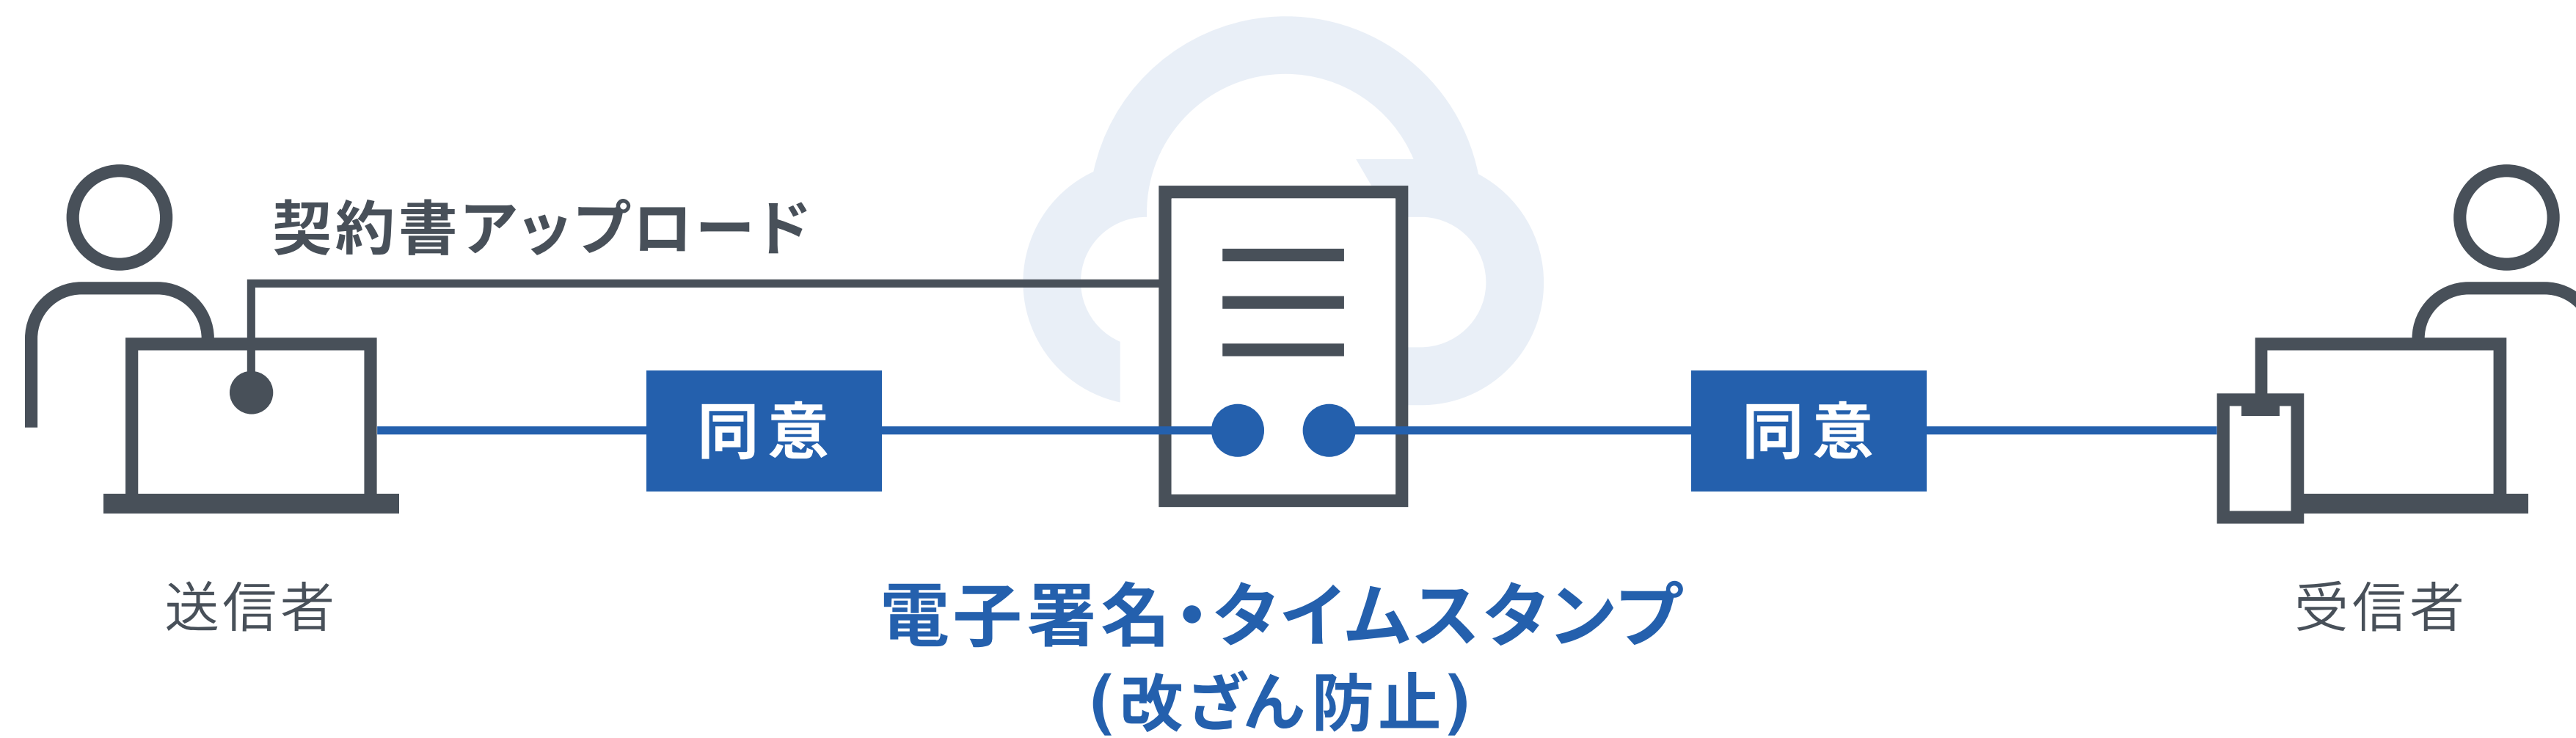 契約書アップロード
同意
同意
送信者
電子署名・タイムスタンプ
(改ざん防止)
受信者